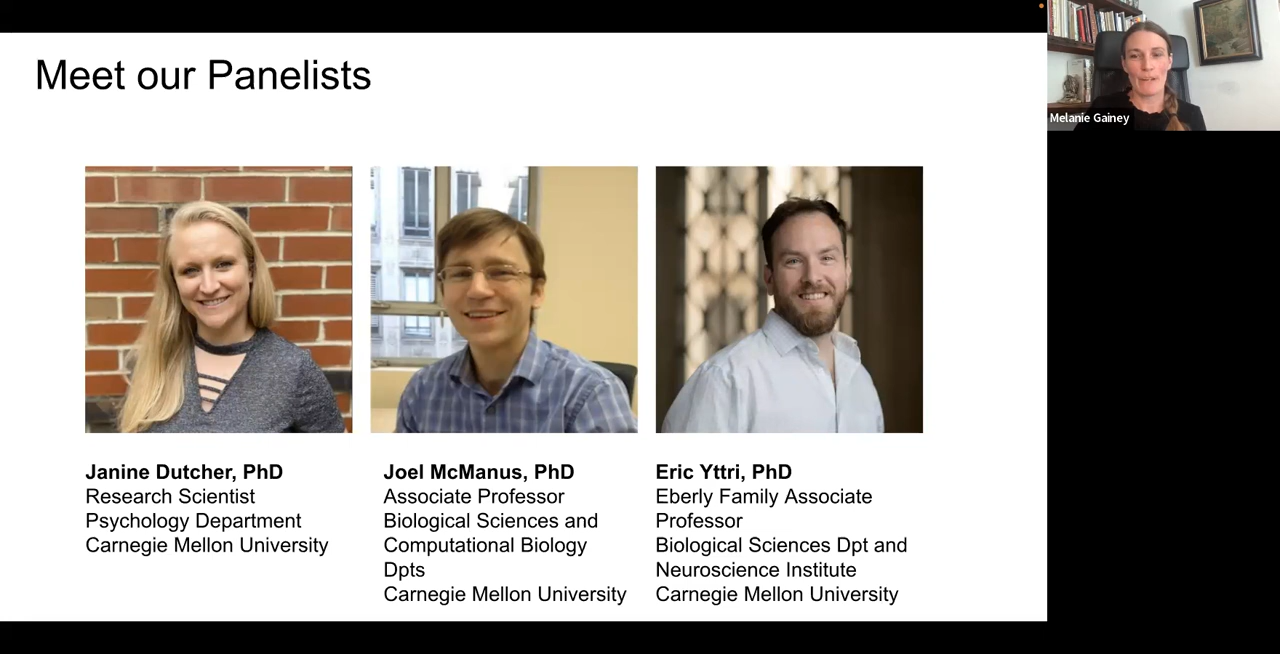 Meet our Panelists
Melanie Gainey
Janine Dutcher, PhD
Research Scientist
Psychology Department
Carnegie Mellon University
Joel McManus, PhD
Associate Professor
Biological Sciences and
Computational Biology
Dpts
Carnegie Mellon University
Eric Yttri, PhD
Eberly Family Associate
Professor
Biological Sciences Dpt and
Neuroscience Institute
Carnegie Mellon University